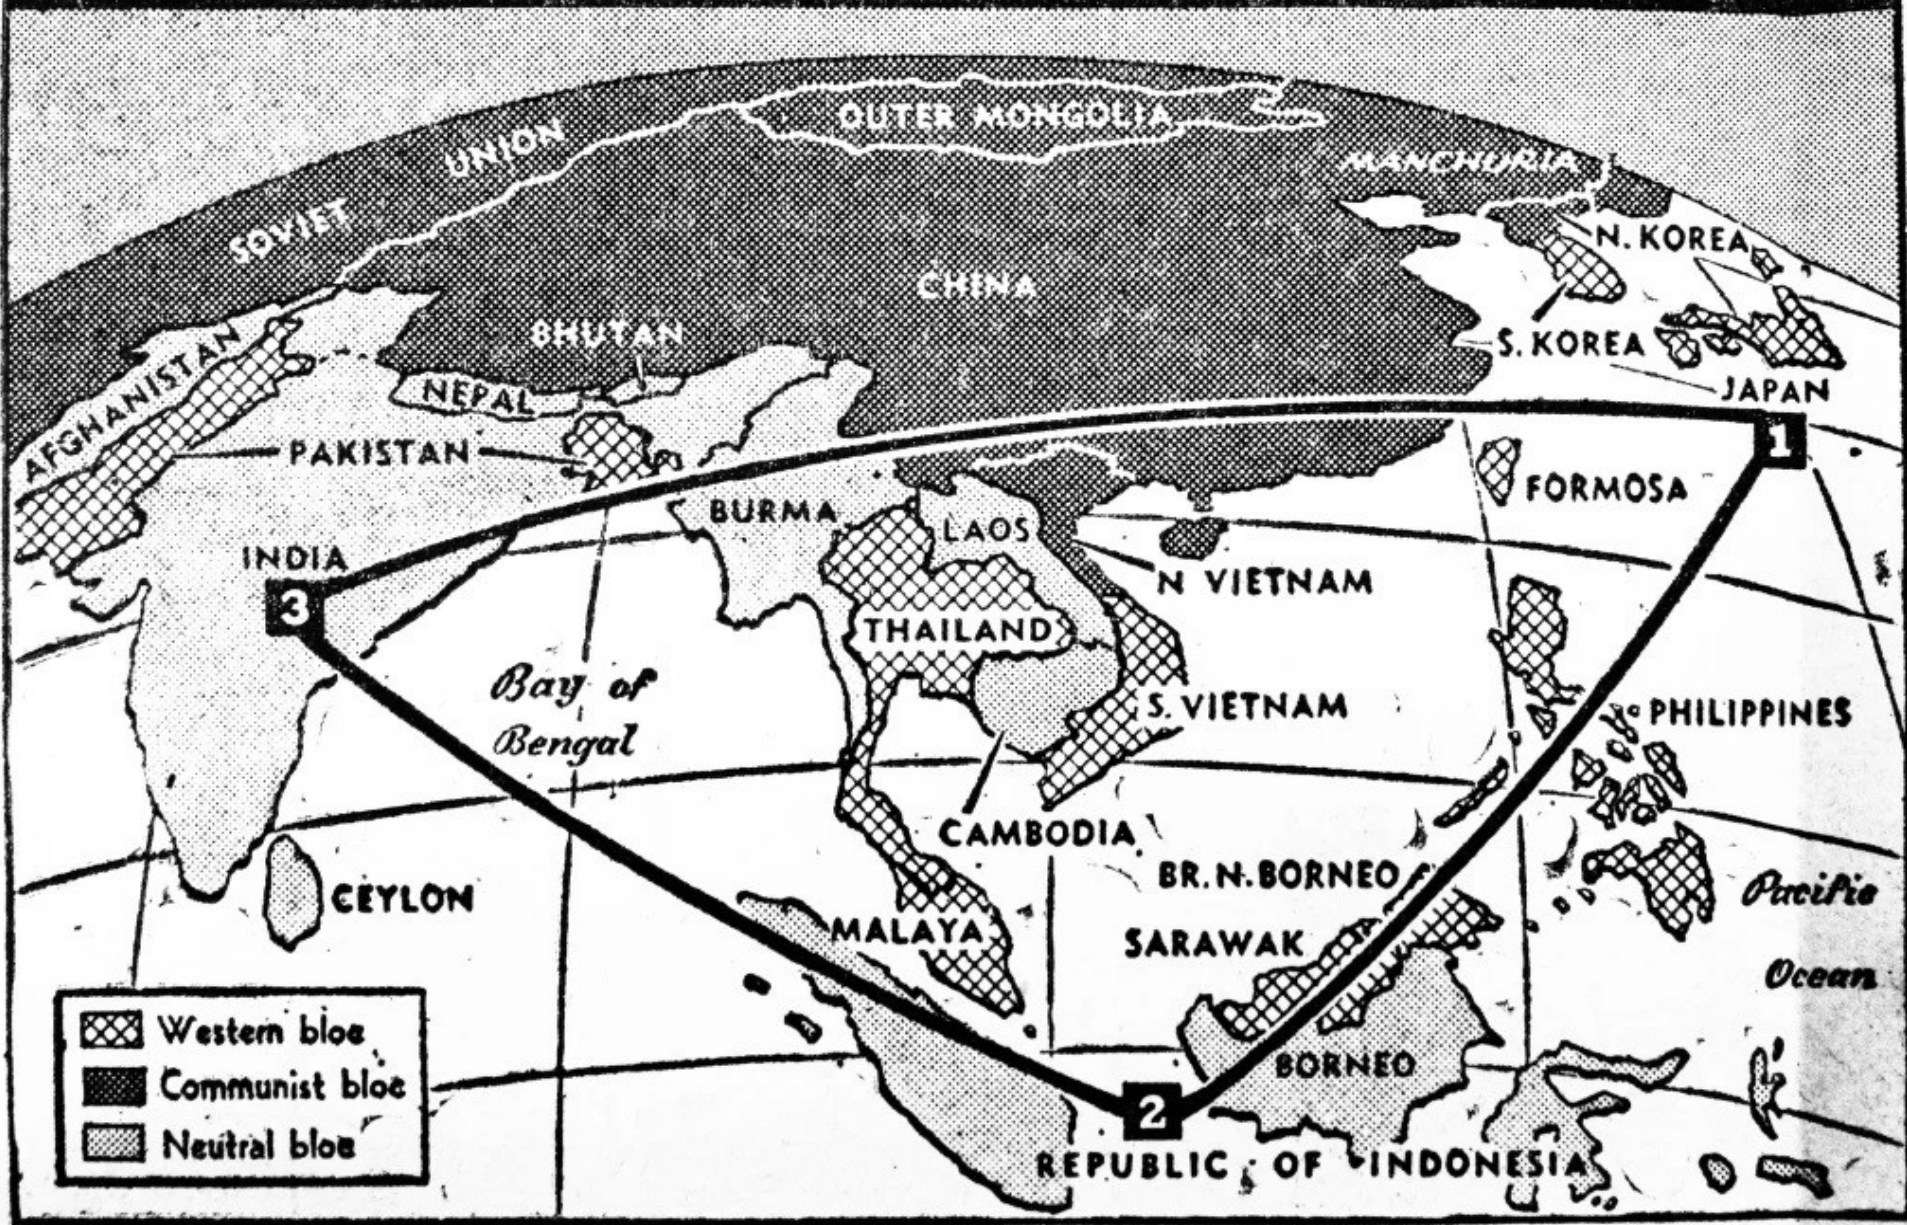 OUTER MONGOLIA
SOVIET UNION
MANCHURIA
N. KOREA
CHINA
S. KOREA
BHUTAN
JAPAN
NEPAL
AFGHANISTAN
PAKISTAN
1
FORMOSA
BURMA
LAOS
INDIA
N VIETNAM
3
THAILAND
Bay of
Bengal
S. VIETNAM
PHILIPPINES
CAMBODIA
BR. N. BORNEO
CEYLON
Pacific
Ocean
MALAYA
SARAWAK
Western bloc
Communist bloc
Neutral bloc
BORNEO
2
REPUBLIC OF INDONESIA